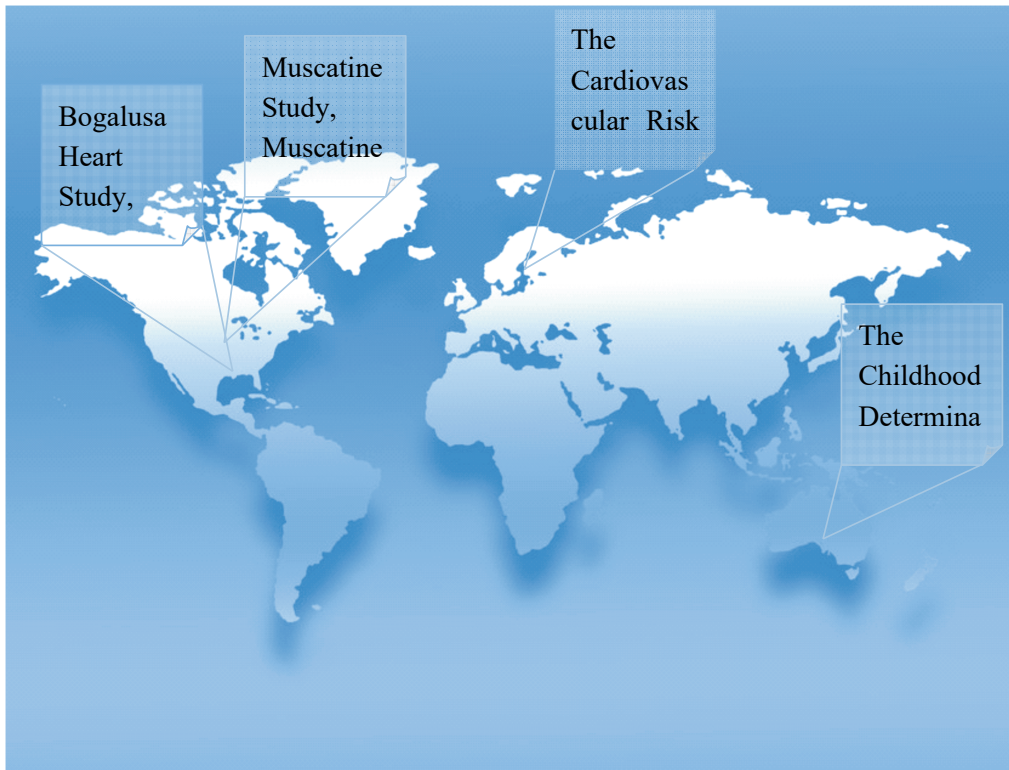 Bogalusa
Heart
Study,
Muscatine
Study,
Muscatine
The
Cardiovas
cular Risk
The
Childhood
Determina